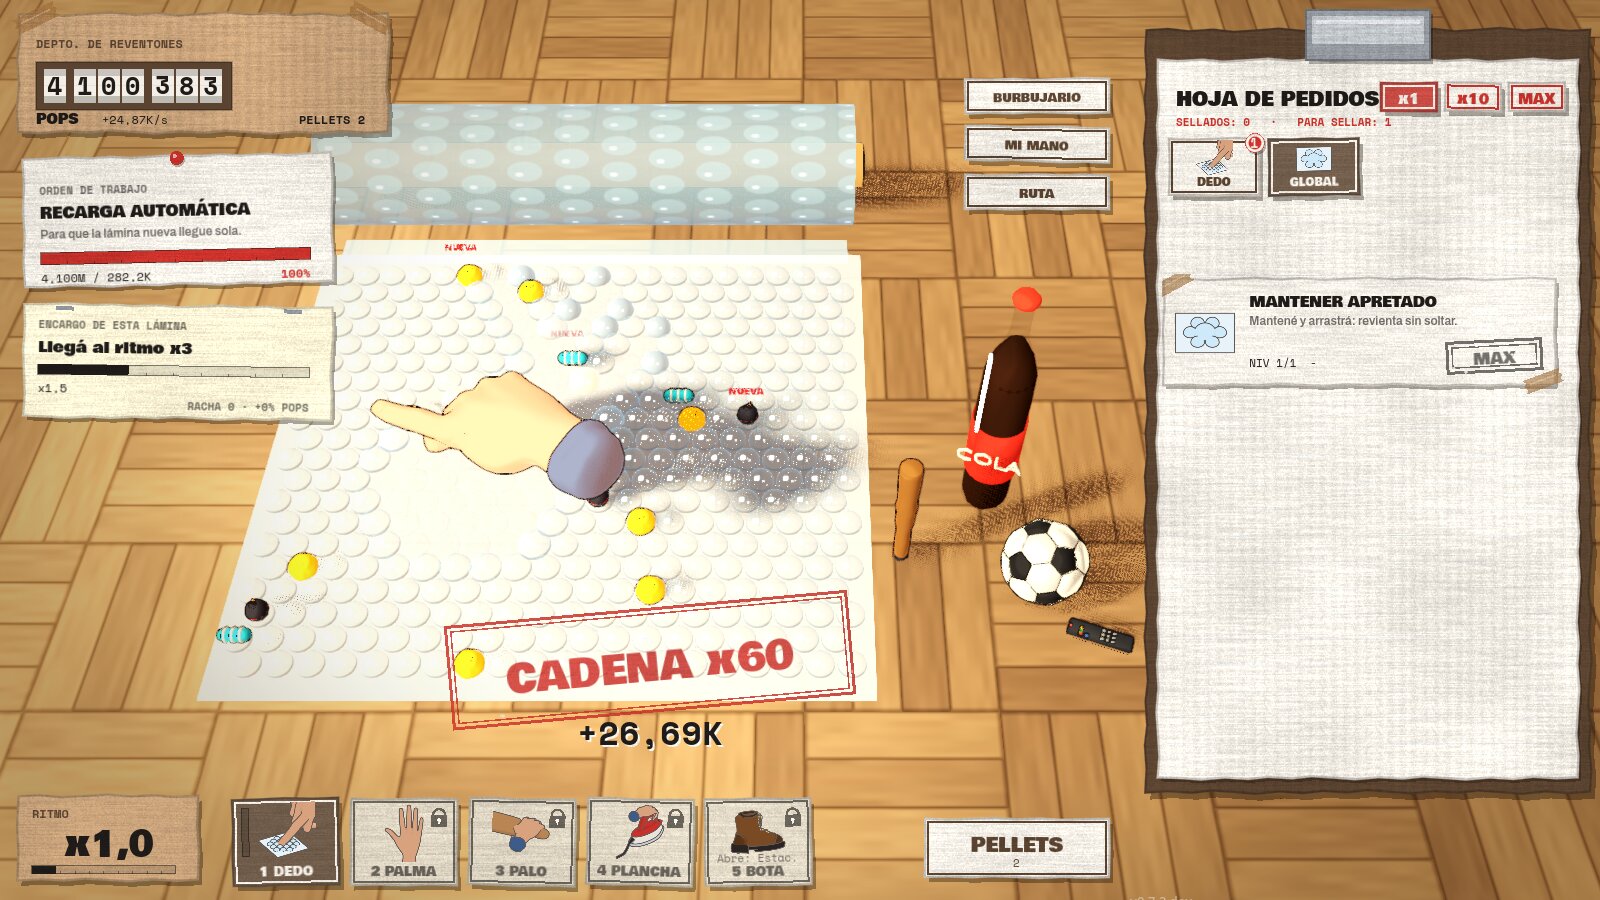 DEPTO. DE REVENTONES
4100383
POPS +24,87K/s PELLETS 2
ORDEN DE TRABAJO
RECARGA AUTOMÁTICA
Para que la lámina nueva llegue sola.
4,100M / 282.2K 100%
ENCARGO DE ESTA LÁMINA
Llegá al ritmo x3
x1,5
RACHA 0 · +0% POPS
BURBUJARIO
MI MANO
RUTA
HOJA DE PEDIDOS x1 x10 MAX
SELLADOS: 0 · PARA SELLAR: 1
1
DEDO GLOBAL
MANTENER APRETADO
Mantené y arrastrá: revienta sin soltar.
NIV 1/1 - MAX
NUEVA
NUEVA
NUEVA
COLA
CADENA x60
+26,69K
RITMO
x1,0
1 DEDO
2 PALMA
3 PALO
4 PLANCHA
Abre: Estac.
5 BOTA
PELLETS
2